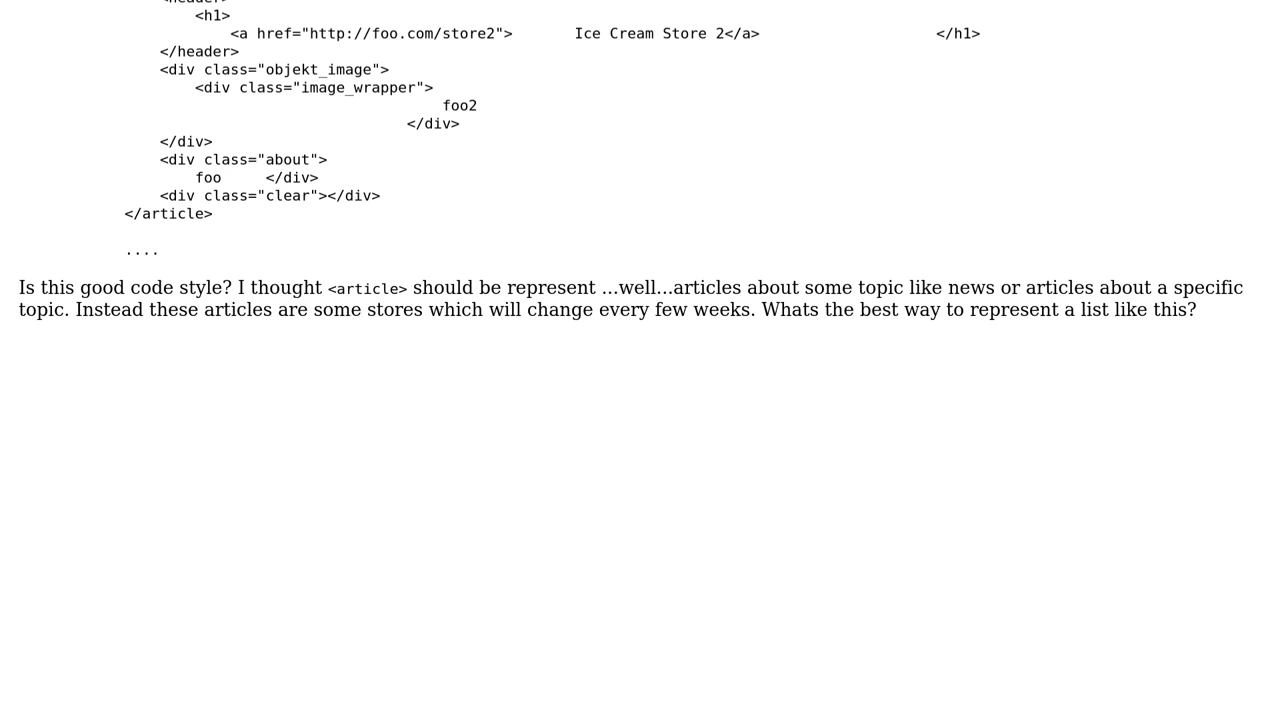 <header>
<h1>
<a href="http://foo.com/store2">       Ice Cream Store 2</a>                    </h1>
</header>
<div class="objekt_image">
<div class="image_wrapper">
foo2
</div>
</div>
<div class="about">
foo     </div>
<div class="clear"></div>
</article>
....
Is this good code style? I thought <article> should be represent ...well...articles about some topic like news or articles about a specific
topic. Instead these articles are some stores which will change every few weeks. Whats the best way to represent a list like this?